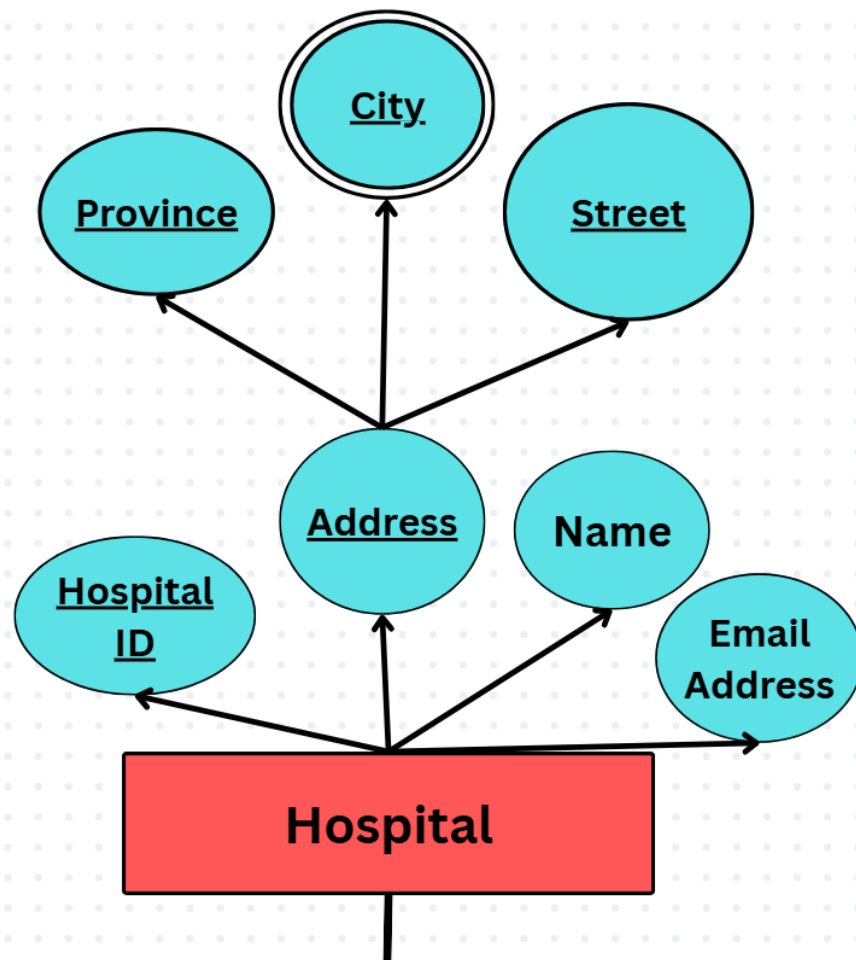 City
Province
Street
Address
Name
Hospital
ID
Email
Address
Hospital